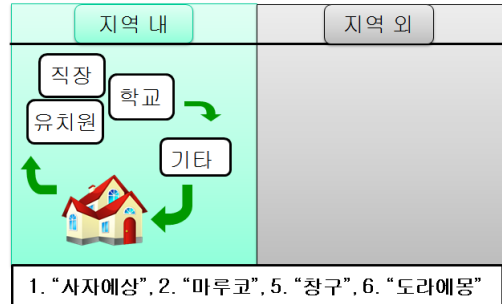 지역 내
지역 외
직장
학교
유치원
기타
1. “사자에상”, 2. “마루코”, 5. “창구”, 6. “도라에몽”